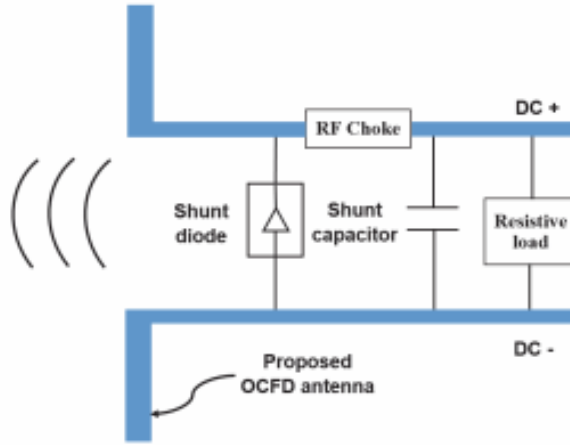 DC +
RF Choke
Shunt
diode
Shunt
capacitor
Resistive
load
DC -
Proposed
OCFD antenna